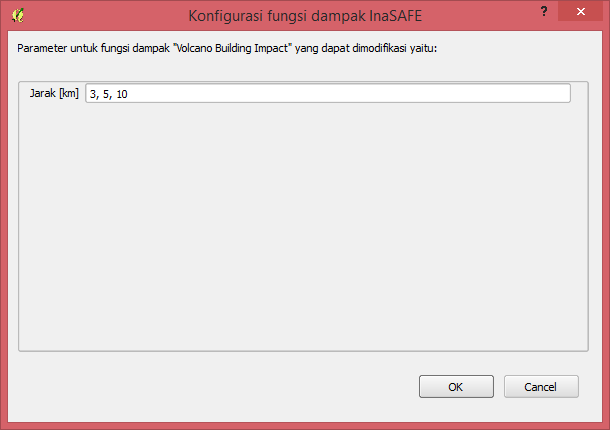 Konfigurasi fungsi dampak InaSAFE
?
Parameter untuk fungsi dampak "Volcano Building Impact" yang dapat dimodifikasi yaitu:
Jarak [km] 3, 5, 10
OK Cancel